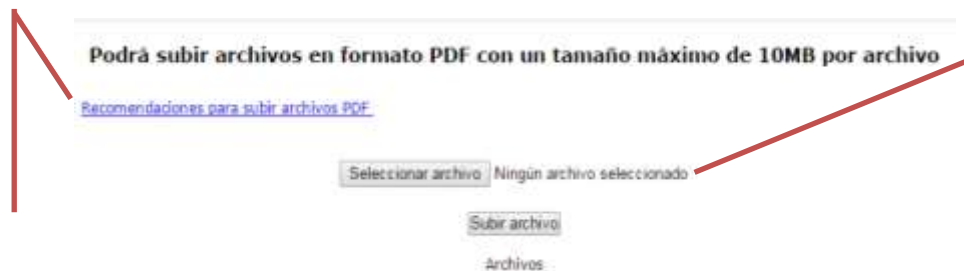 Podrá subir archivos en formato PDF con un tamaño máximo de 10MB por archivo
Recomendaciones para subir archivos PDF
Seleccionar archivo Ningún archivo seleccionado
Subir archivo
Archivos